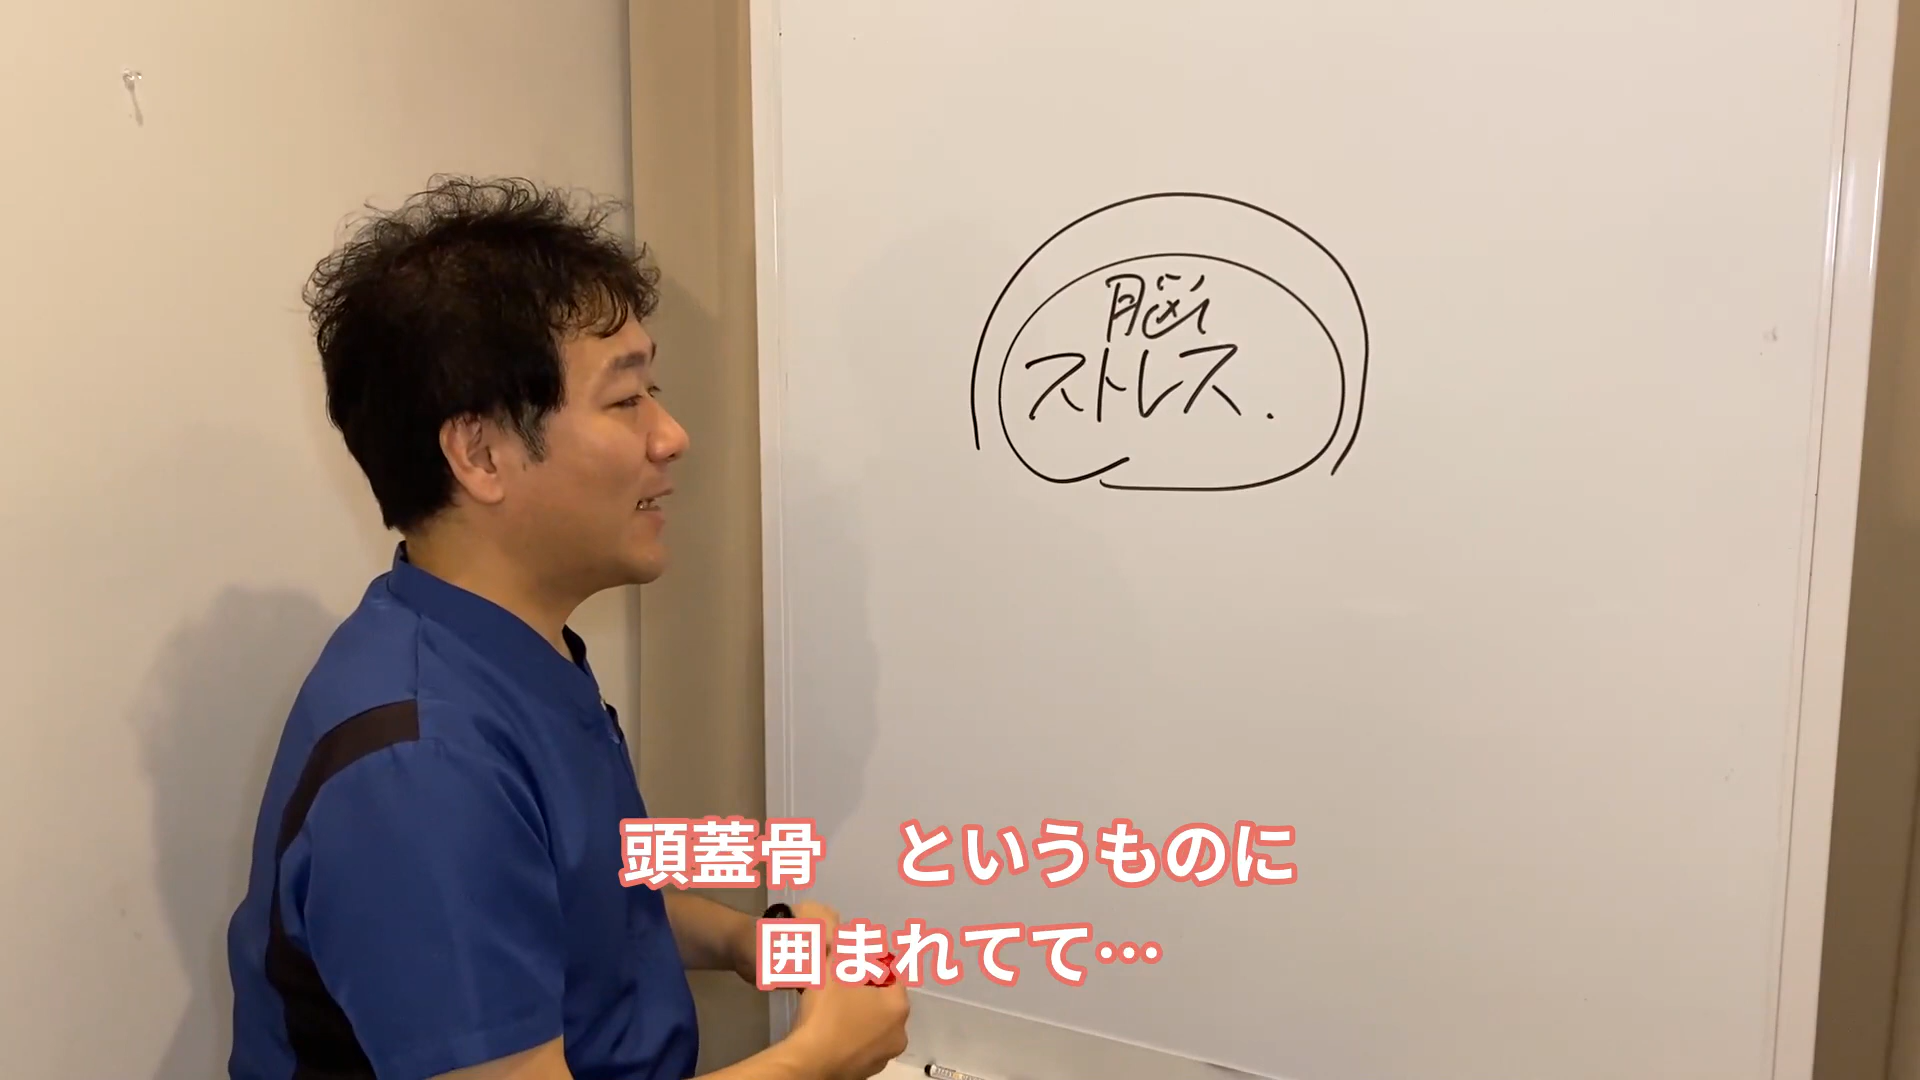 脳
ストレス.
頭蓋骨　というものに
囲まれてて…